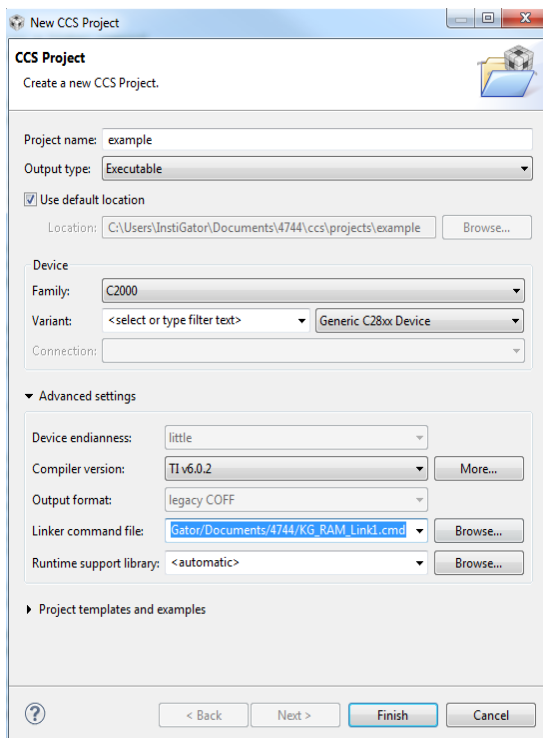 New CCS Project
CCS Project
Create a new CCS Project.
Project name: example
Output type: Executable
Use default location
Location: C:\Users\InstiGator\Documents\4744\ccs\projects\example Browse...
Device
Family: C2000
Variant: <select or type filter text> Generic C28xx Device
Connection:
Advanced settings
Device endianness: little
Compiler version: TI v6.0.2 More...
Output format: legacy COFF
Linker command file: Gator/Documents/4744/KG_RAM_Link1.cmd Browse...
Runtime support library: <automatic> Browse...
Project templates and examples
? < Back Next > Finish Cancel